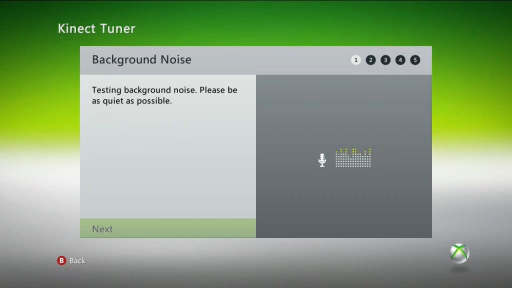 Kinect Tuner
Background Noise
1 2 3 4 5
Testing background noise. Please be
as quiet as possible.
Next
B Back